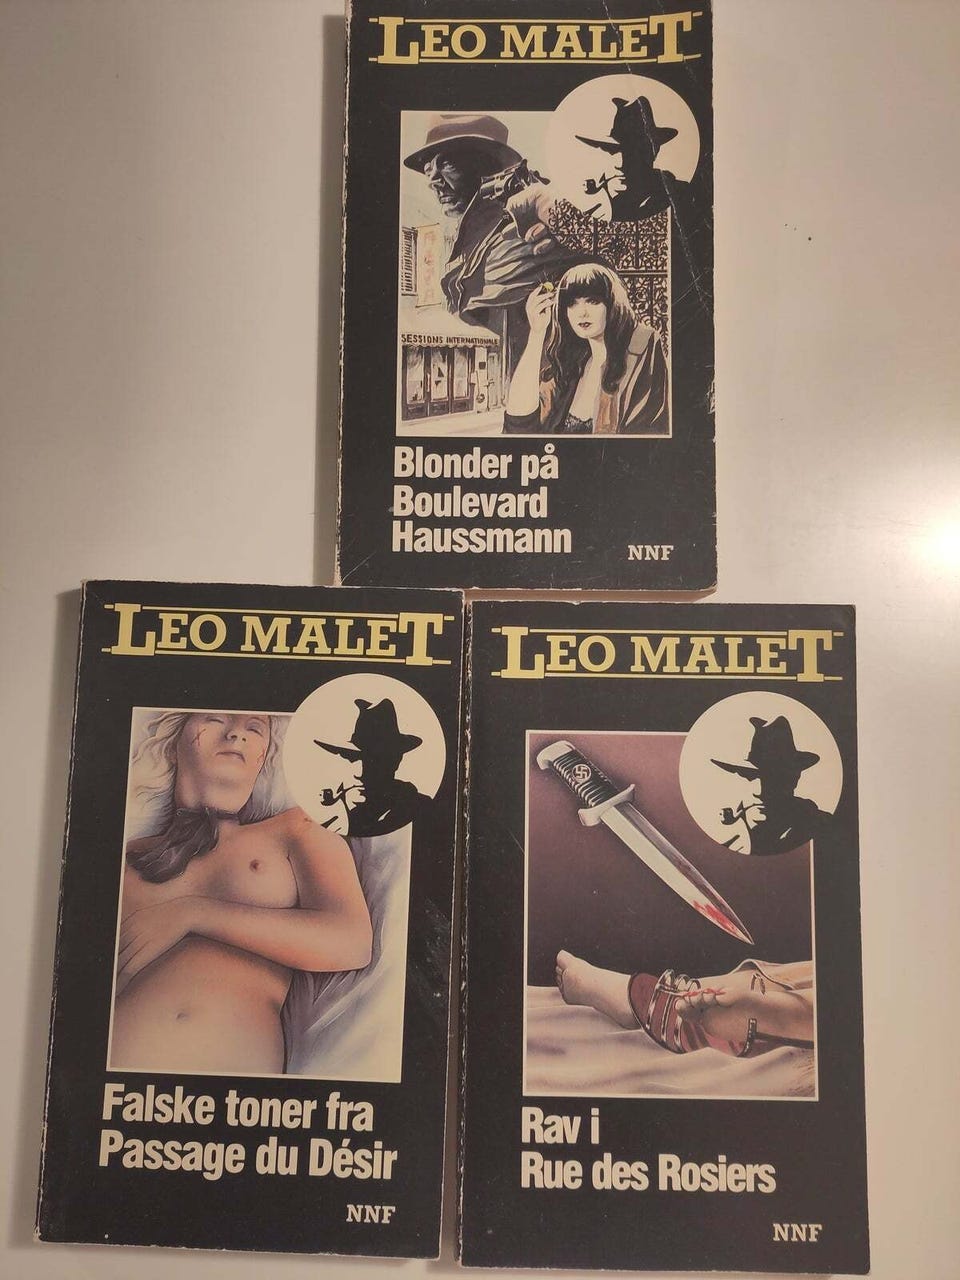 LEO MALET
SESSIONS INTERNATIONALE
Blonder på
Boulevard
Haussmann
NNF
LEO MALET
Falske toner fra
Passage du Désir
NNF
LEO MALET
Rav i
Rue des Rosiers
NNF